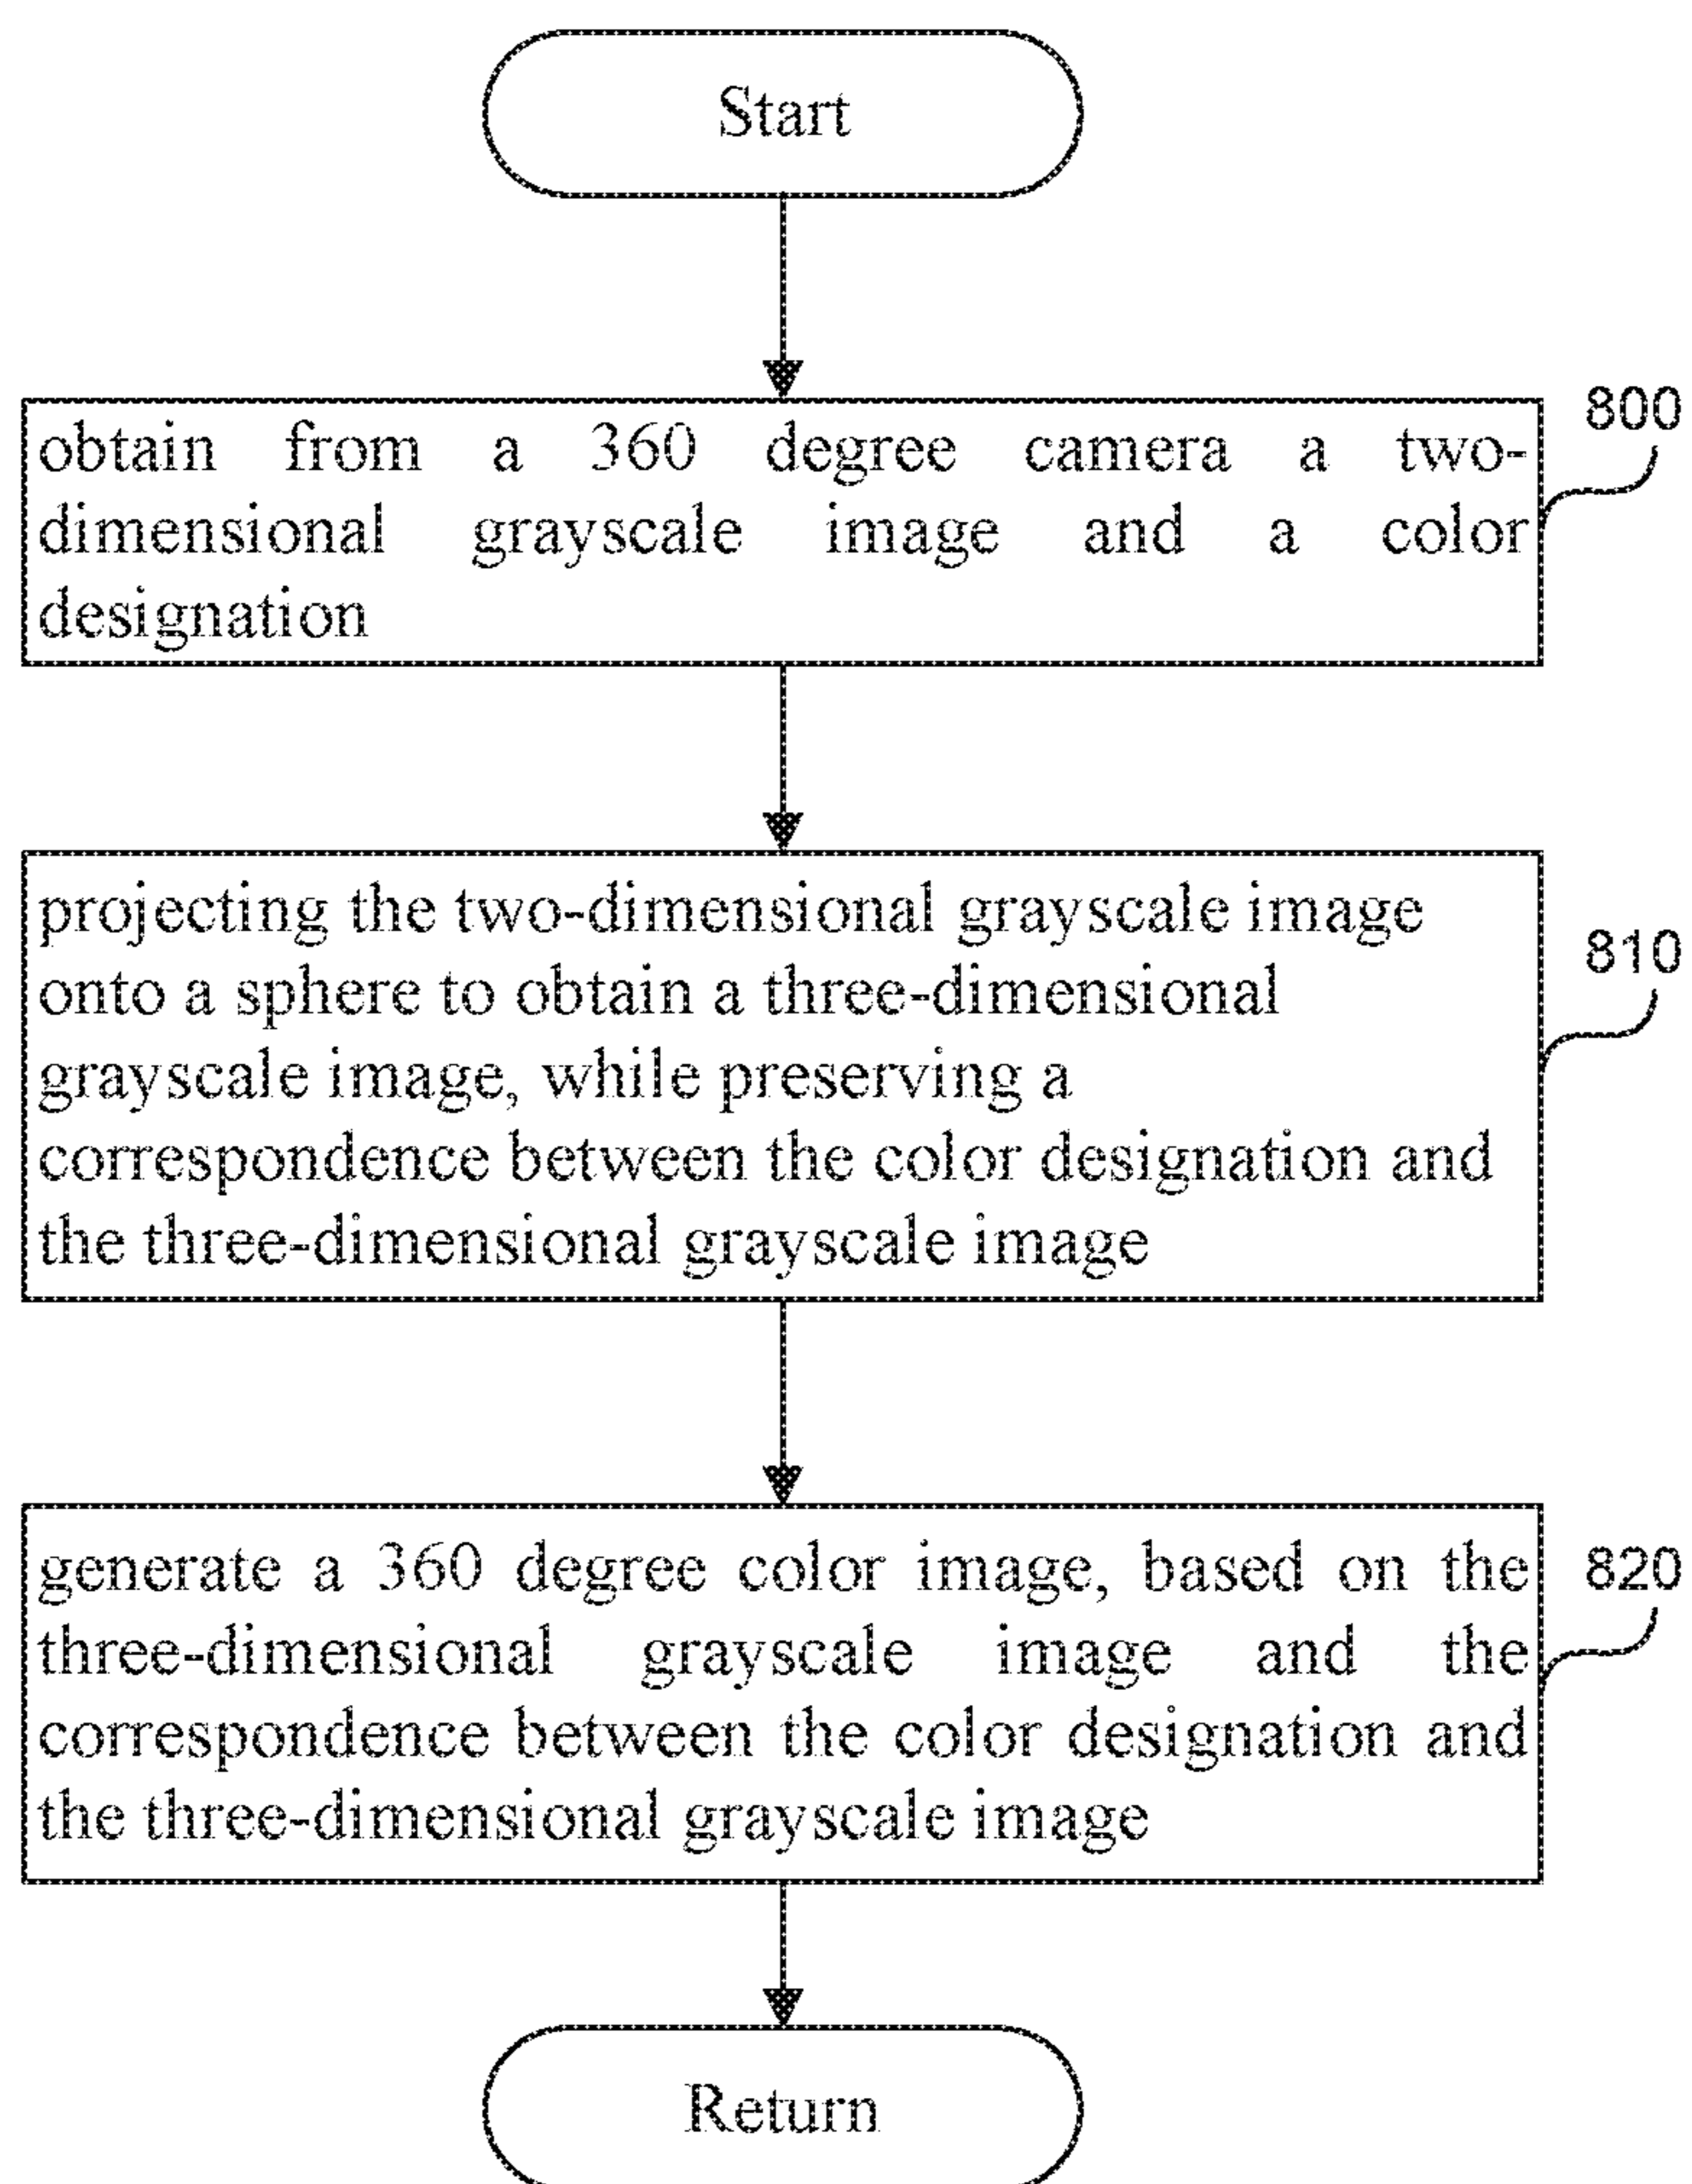 Start
800
obtain from a 360 degree camera a two-
dimensional grayscale image and a color
designation
projecting the two-dimensional grayscale image
810
onto a sphere to obtain a three-dimensional
grayscale image, while preserving a
correspondence between the color designation and
the three-dimensional grayscale image
generate a 360 degree color image, based on the
820
three-dimensional grayscale image and the
correspondence between the color designation and
the three-dimensional grayscale image
Return